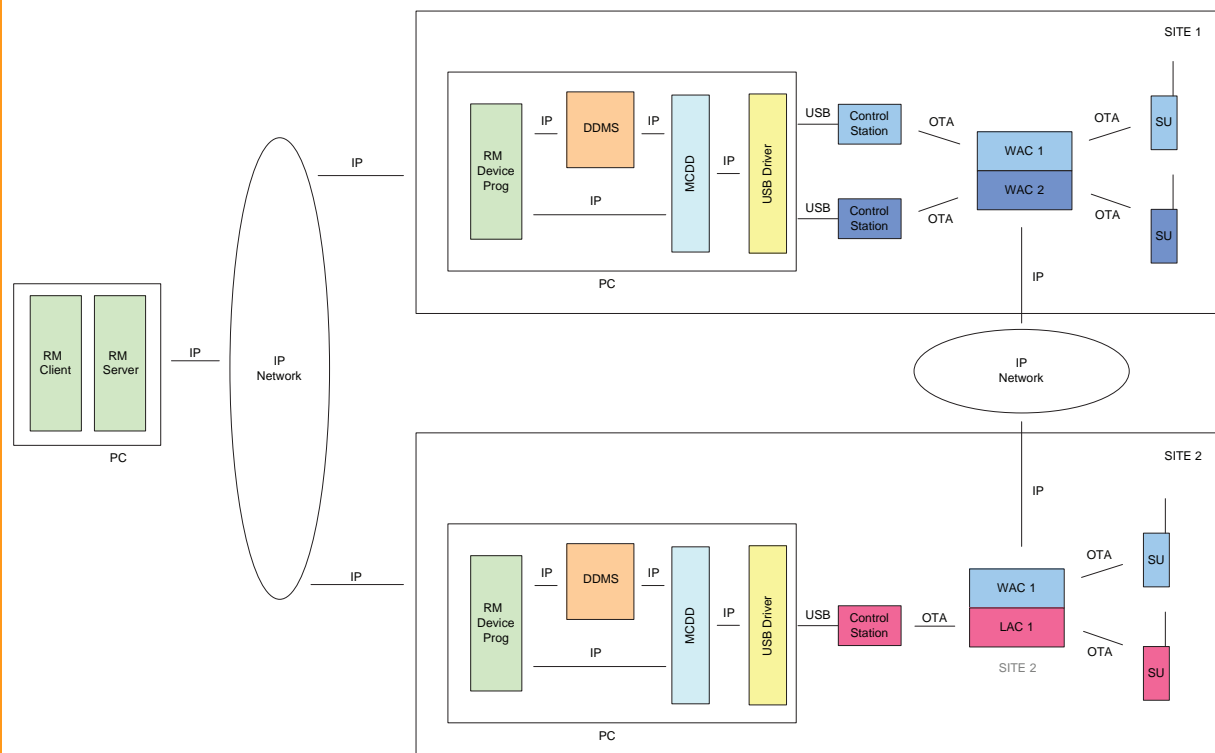 SITE 1
IP
RM
Device
Prog
IP
DDMS
IP
IP
MCDD
IP
USB Driver
PC
USB
Control
Station
OTA
USB
Control
Station
OTA
WAC 1
WAC 2
OTA
SU
OTA
SU
IP
IP
Network
RM
Client
RM
Server
PC
IP
IP
Network
SITE 2
IP
IP
RM
Device
Prog
IP
DDMS
IP
IP
MCDD
IP
USB Driver
PC
USB
Control
Station
OTA
WAC 1
LAC 1
SITE 2
OTA
SU
OTA
SU